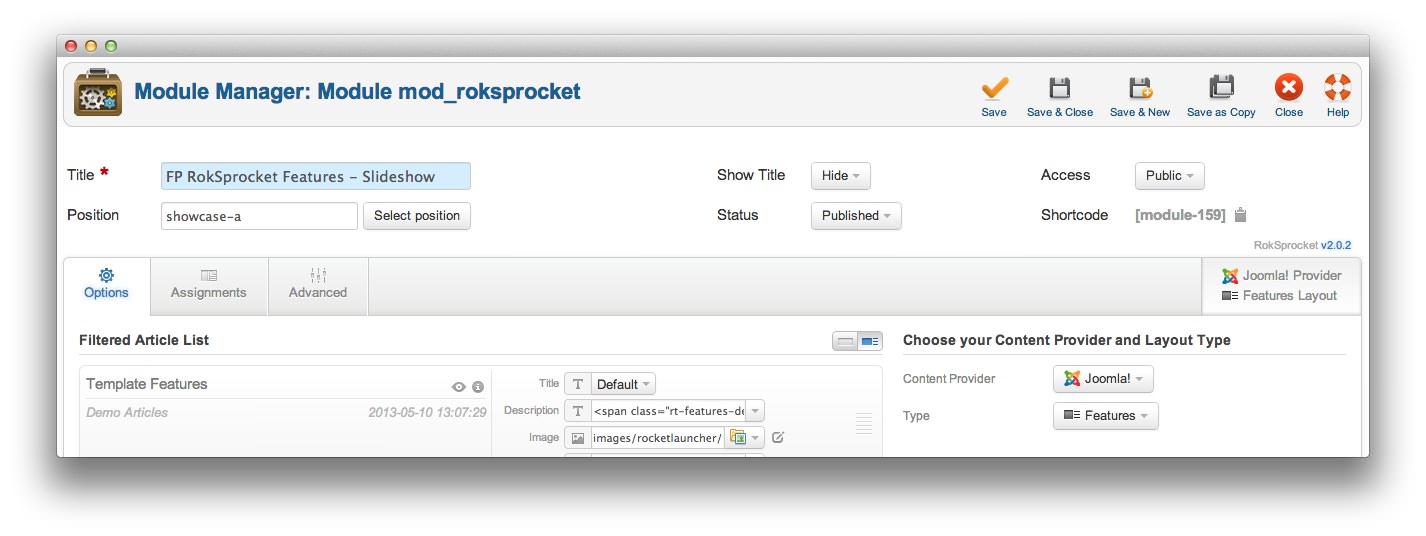 Module Manager: Module mod_roksprocket
Save
Save & Close
Save & New
Save as Copy
Close
Help
Title *
FP RokSprocket Features – Slideshow
Show Title
Hide
Access
Public
Position
showcase-a
Select position
Status
Published
Shortcode
[module-159]
RokSprocket v2.0.2
Options
Assignments
Advanced
Joomla! Provider
Features Layout
Filtered Article List
Choose your Content Provider and Layout Type
Template Features
Demo Articles
2013-05-10 13:07:29
Title
T
Default
Description
T
<span class="rt-features-de
Image
images/rocketlauncher/
Content Provider
Joomla!
Type
Features